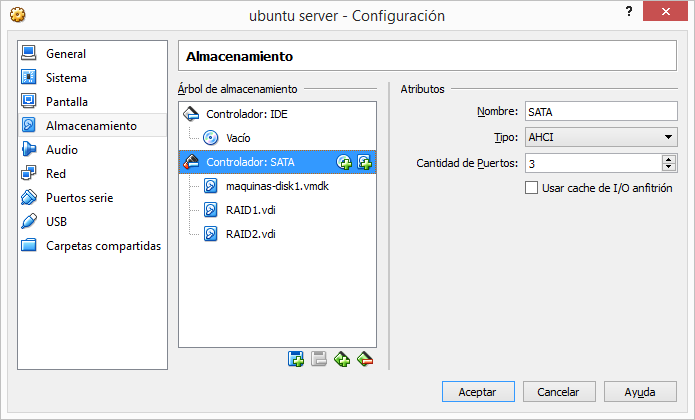 ubuntu server - Configuración
?
General
Sistema
Pantalla
Almacenamiento
Audio
Red
Puertos serie
USB
Carpetas compartidas
Almacenamiento
Árbol de almacenamiento
Controlador: IDE
Vacío
Controlador: SATA
maquinas-disk1.vmdk
RAID1.vdi
RAID2.vdi
Atributos
Nombre: SATA
Tipo: AHCI
Cantidad de Puertos: 3
Usar cache de I/O anfitrión
Aceptar
Cancelar
Ayuda